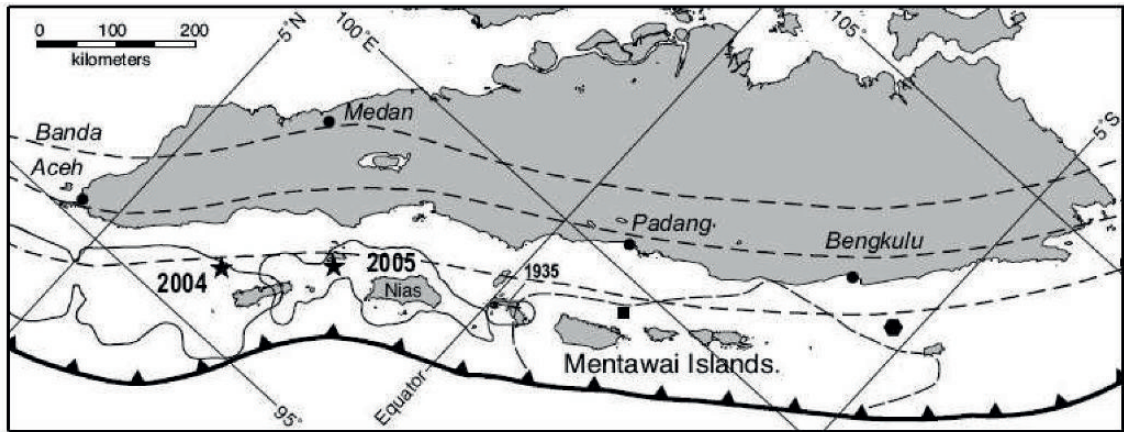 0 100 200
kilometers
5°N
100°E
105°
5°S
Banda
Aceh
Medan
Padang
Bengkulu
2004
2005
Nias
1935
Mentawai Islands.
Equator
95°